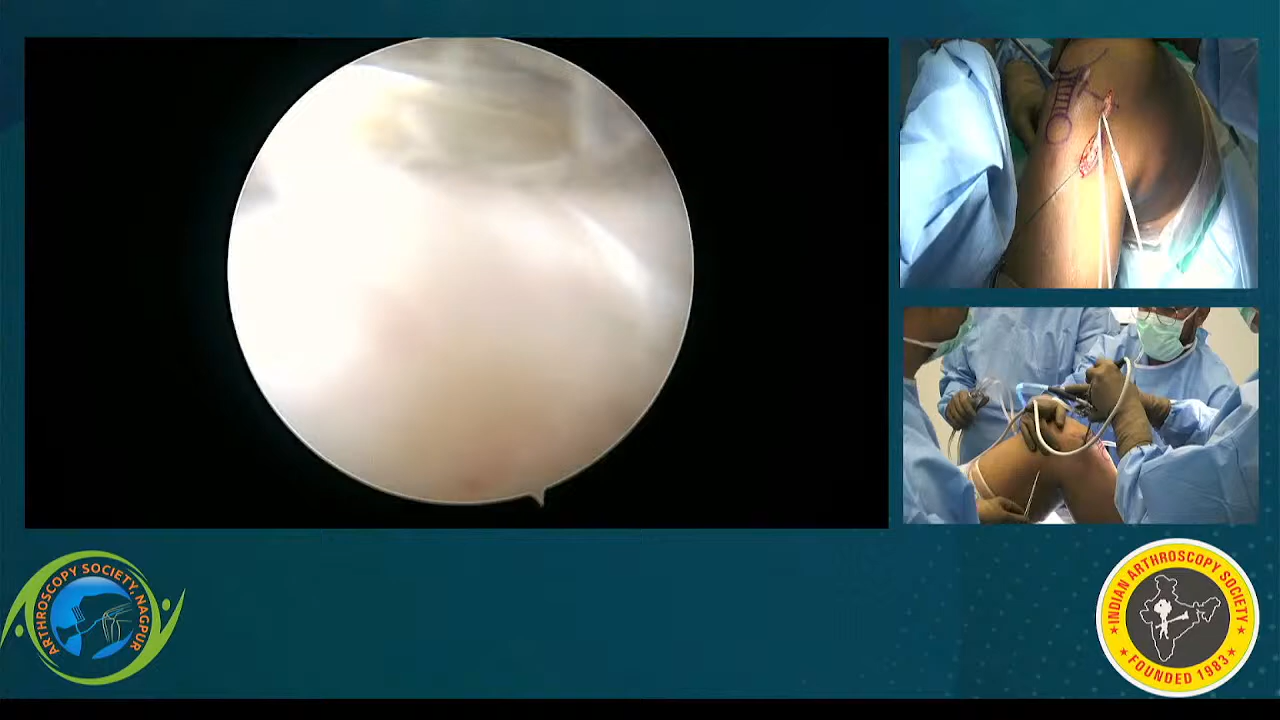 ARTHROSCOPY SOCIETY, NAGPUR
INDIAN ARTHROSCOPY SOCIETY
FOUNDED 1983